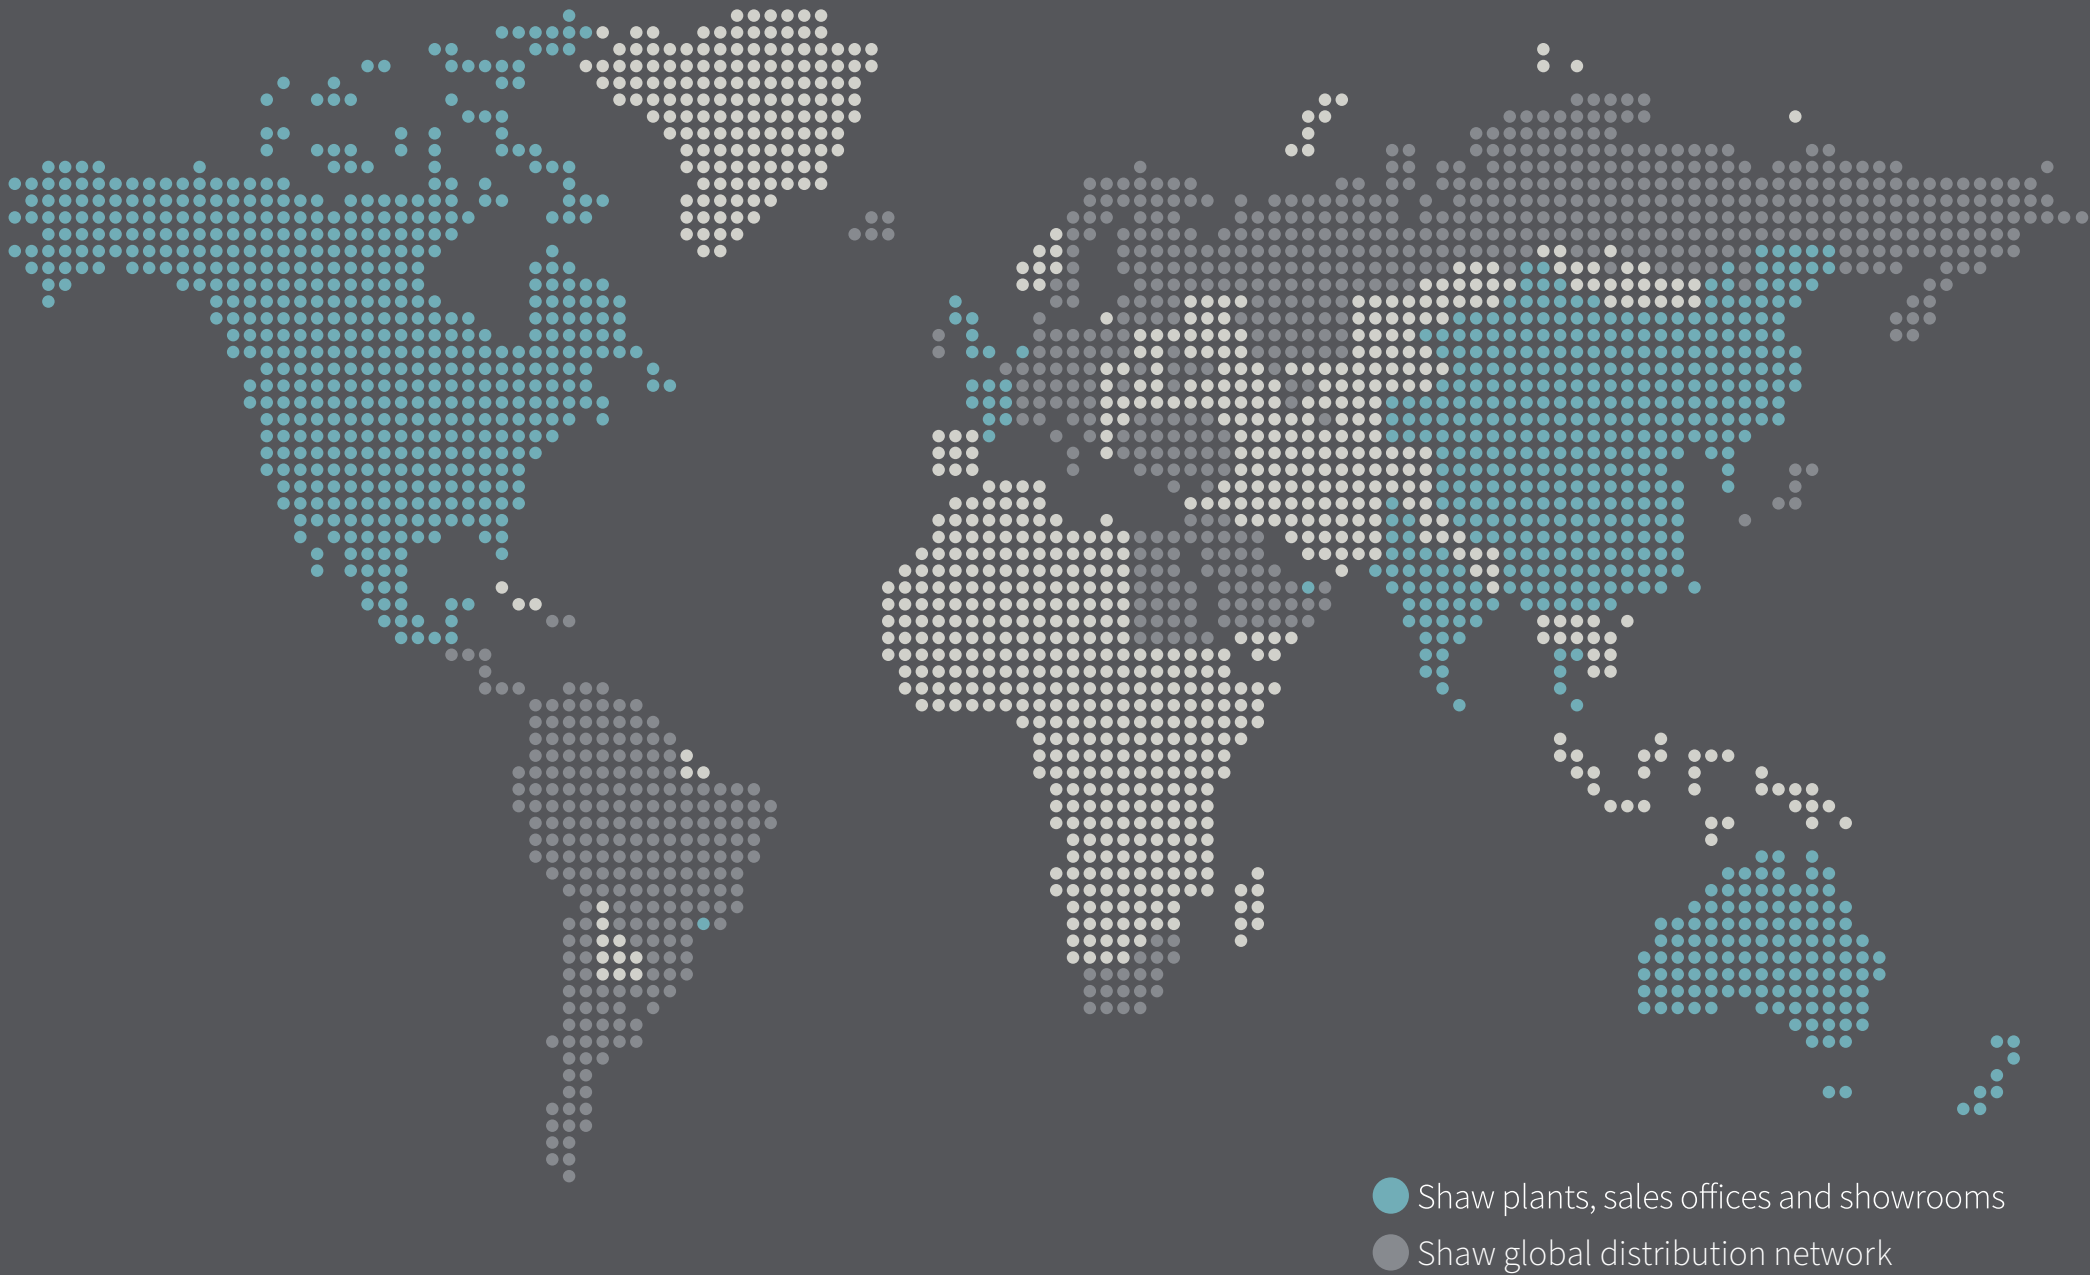 Shaw plants, sales offices and showrooms
Shaw global distribution network